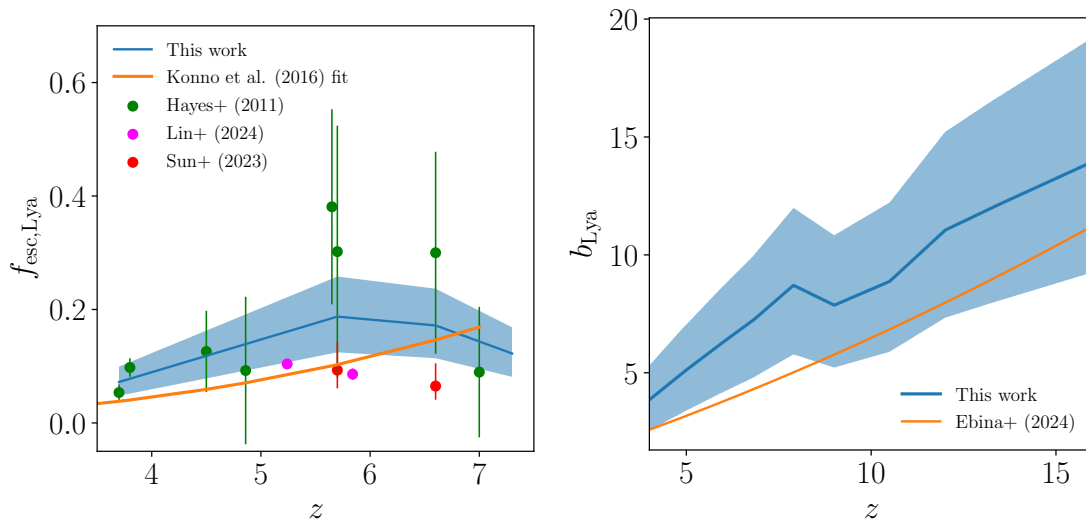 This work
Konno et al. (2016) fit
Hayes+ (2011)
Lin+ (2024)
Sun+ (2023)
0.6
0.4
0.2
0.0
f_esc,Lya
4 5 6 7
z
20
15
10
5
b_Lya
This work
Ebina+ (2024)
5 10 15
z